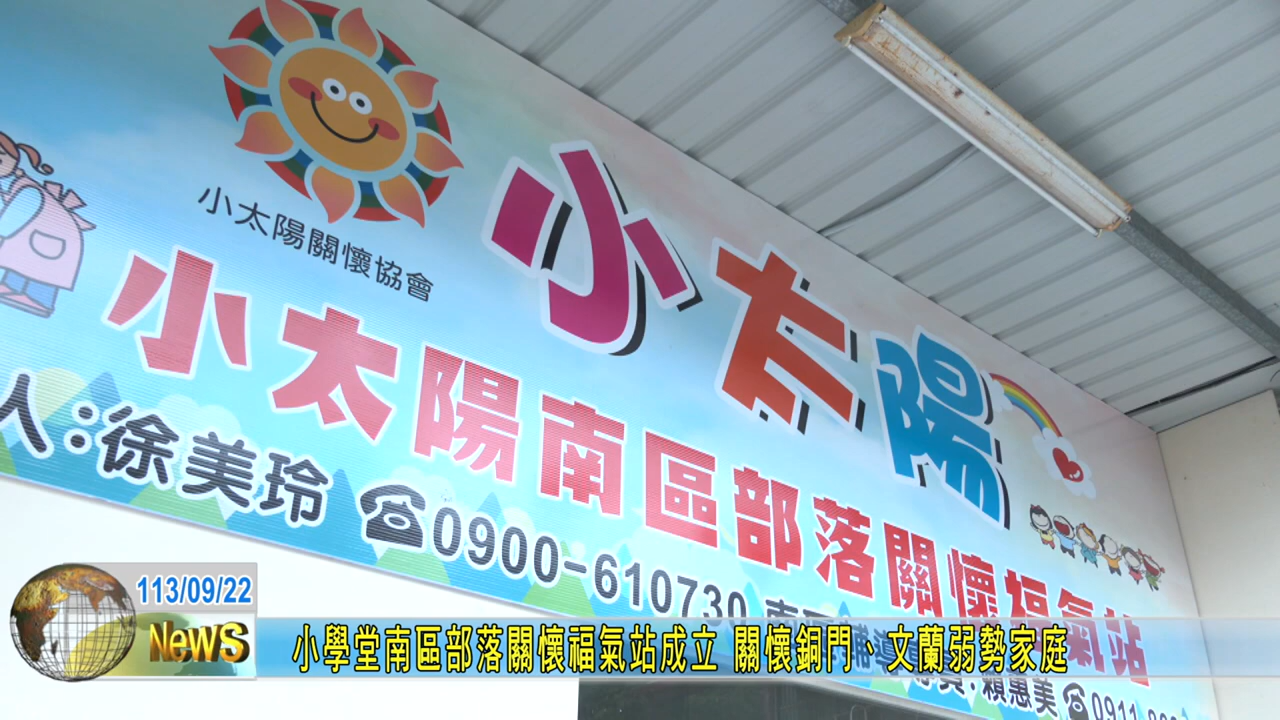 小太陽關懷協會
小太陽
小太陽南區部落關懷福氣站
人:徐美玲 ☎0900-610730
賴惠美 ☎0911
113/09/22
NewS
小學堂南區部落關懷福氣站成立 關懷銅門、文蘭弱勢家庭